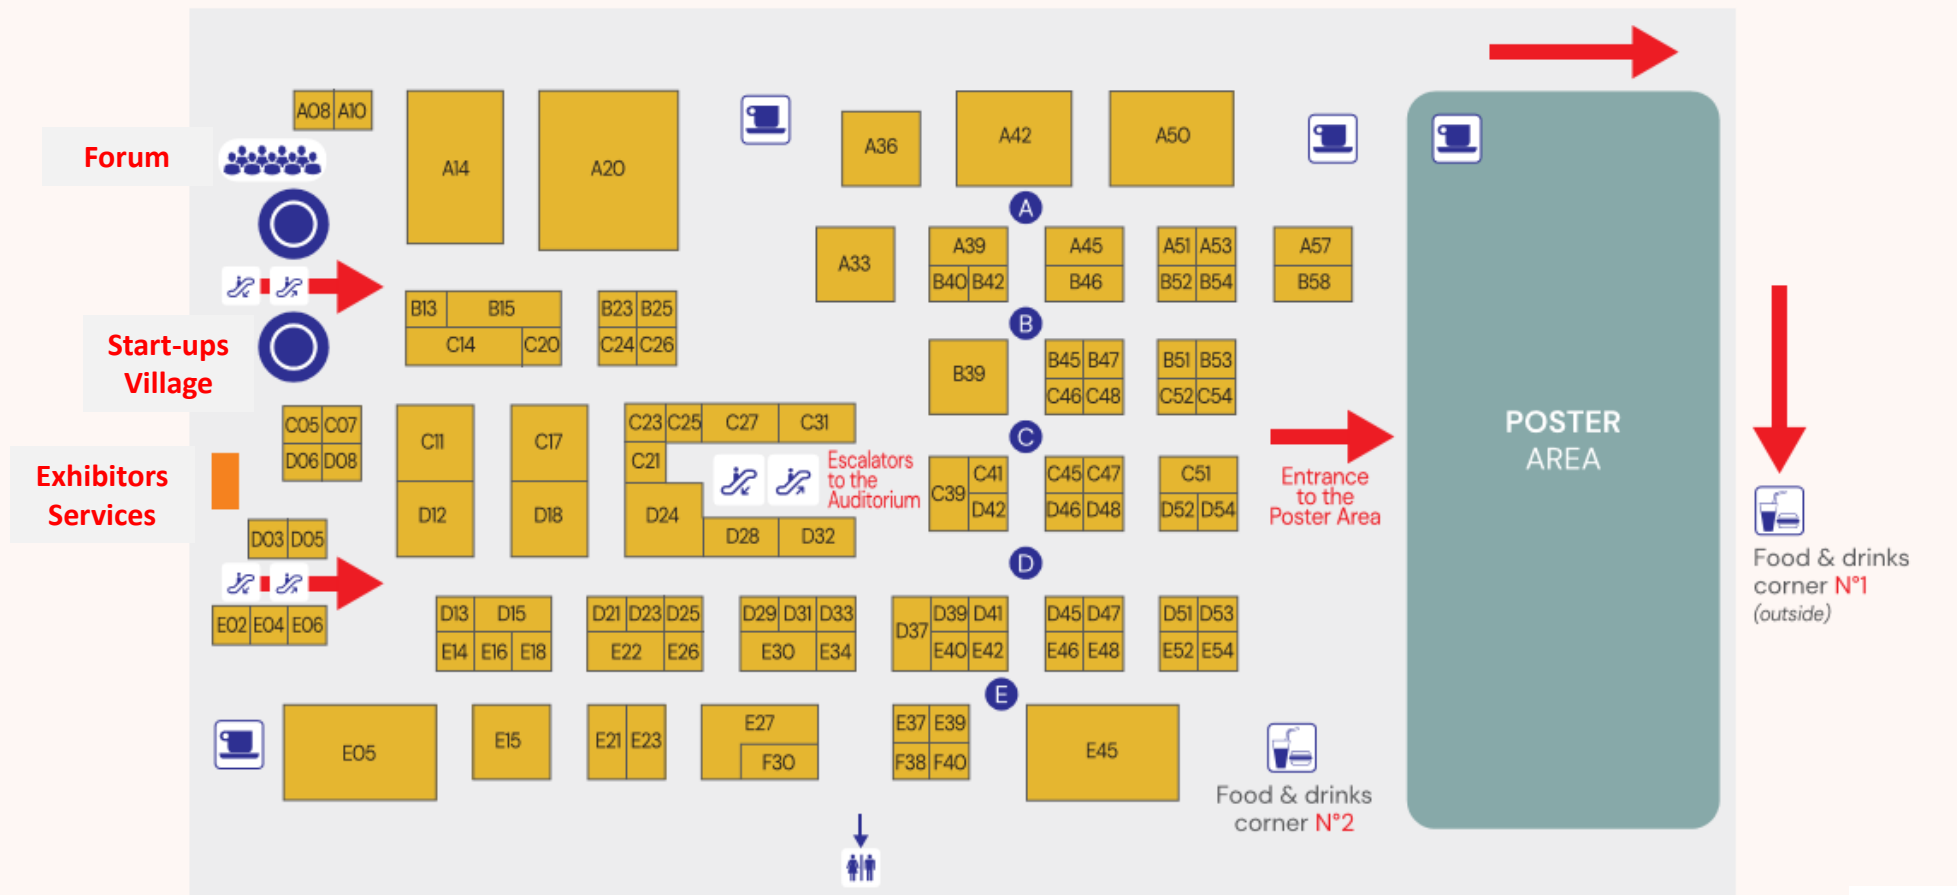 Forum
Start-ups
Village
Exhibitors
Services
A08 A10
A14
A20
A36
A42
A50
A
A33
A39
B40 B42
A45
B46
A51 A53
B52 B54
A57
B58
B
B13 B15
C14 C20
B23 B25
C24 C26
B39
B45 B47
C46 C48
B51 B53
C52 C54
C
C05 C07
D06 D08
C11
D12
C17
D18
C23 C25 C27 C31
C21
D24
D28 D32
Escalators
to the
Auditorium
C39
C41
D42
C45 C47
D46 D48
C51
D52 D54
Entrance
to the
Poster Area
D
D03 D05
E02 E04 E06
D13 D15
E14 E16 E18
D21 D23 D25
E22 E26
D29 D31 D33
E30 E34
D37
D39 D41
E40 E42
D45 D47
E46 E48
D51 D53
E52 E54
E
E05
E15
E21 E23
E27
F30
E37 E39
F38 F40
E45
Food & drinks
corner N°2
POSTER
AREA
Food & drinks
corner N°1
(outside)